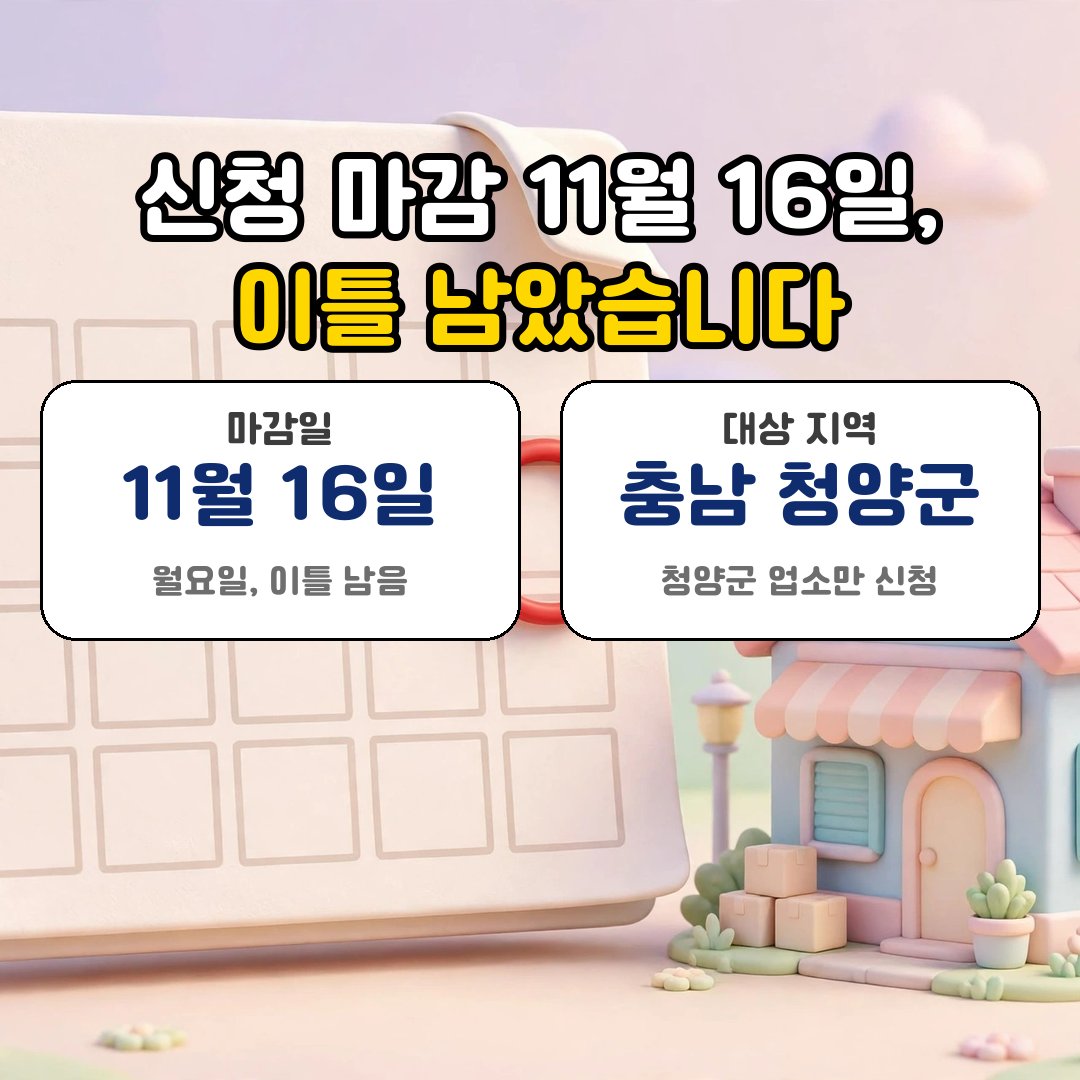 신청 마감 11월 16일,
이틀 남았습니다
마감일
11월 16일
월요일, 이틀 남음
대상 지역
충남 청양군
청양군 업소만 신청